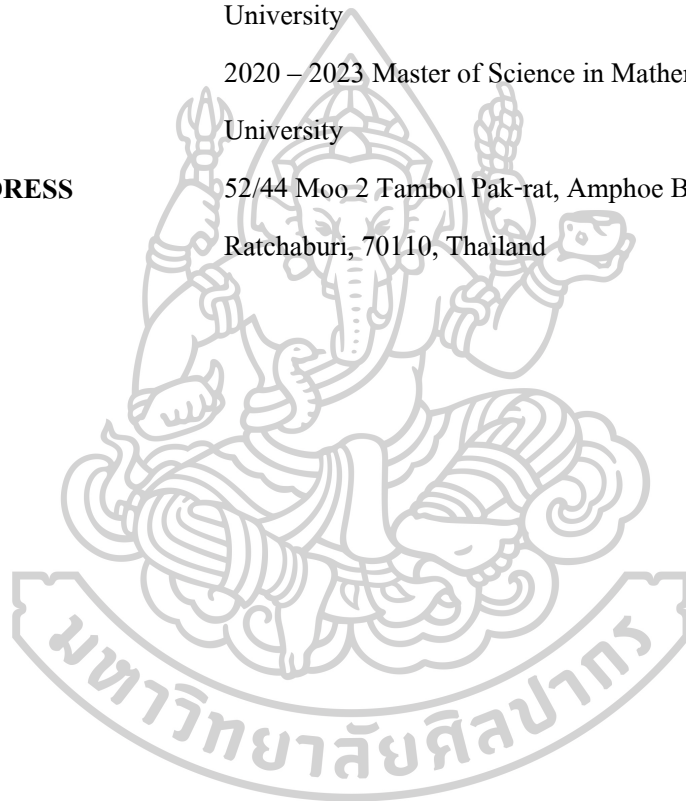 University
2020 – 2023 Master of Science in Mathe
University
DRESS 52/44 Moo 2 Tambol Pak-rat, Amphoe B
Ratchaburi, 70110, Thailand
มหาวิทยาลัยศิลปากร